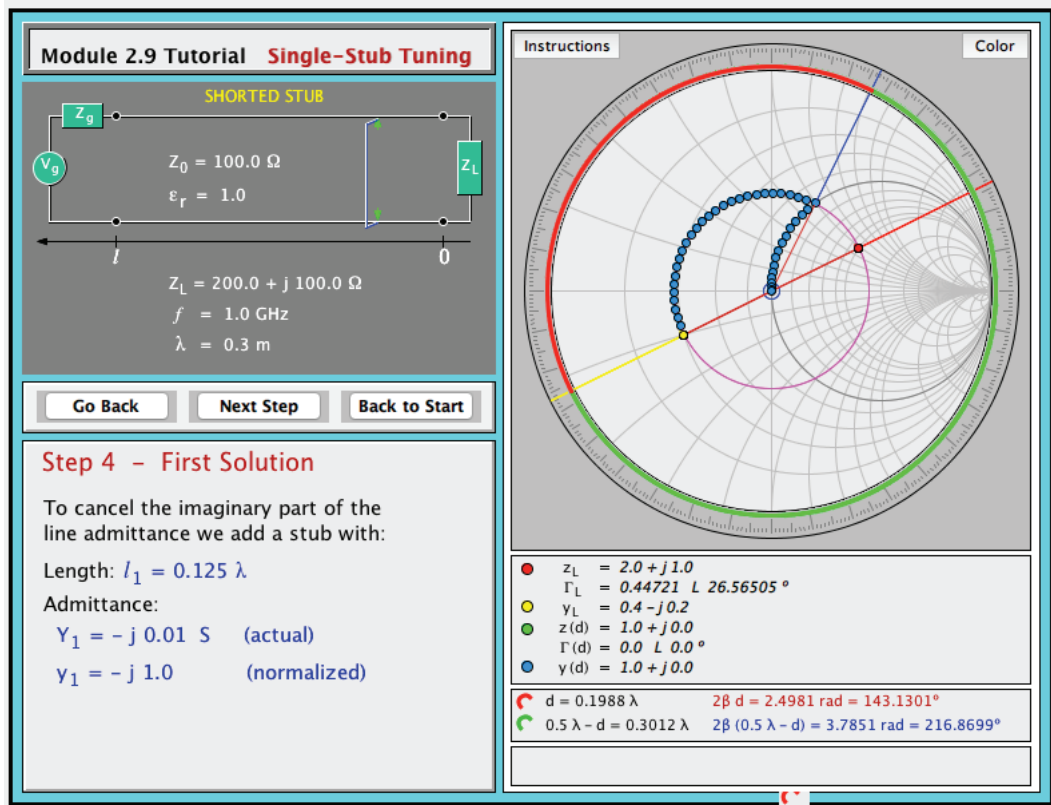 Module 2.9 Tutorial Single-Stub Tuning
SHORTED STUB
Zg
Vg
Z0 = 100.0 Ω
εr = 1.0
ZL
l
0
ZL = 200.0 + j 100.0 Ω
f = 1.0 GHz
λ = 0.3 m
Go Back
Next Step
Back to Start
Step 4 – First Solution
To cancel the imaginary part of the
line admittance we add a stub with:
Length: l1 = 0.125 λ
Admittance:
Y1 = – j 0.01 S (actual)
y1 = – j 1.0 (normalized)
Instructions
Color
zL = 2.0 + j 1.0
ΓL = 0.44721 L 26.56505 °
yL = 0.4 – j 0.2
z (d) = 1.0 + j 0.0
Γ (d) = 0.0 L 0.0 °
y (d) = 1.0 + j 0.0
d = 0.1988 λ 2β d = 2.4981 rad = 143.1301°
0.5 λ – d = 0.3012 λ 2β (0.5 λ – d) = 3.7851 rad = 216.8699°